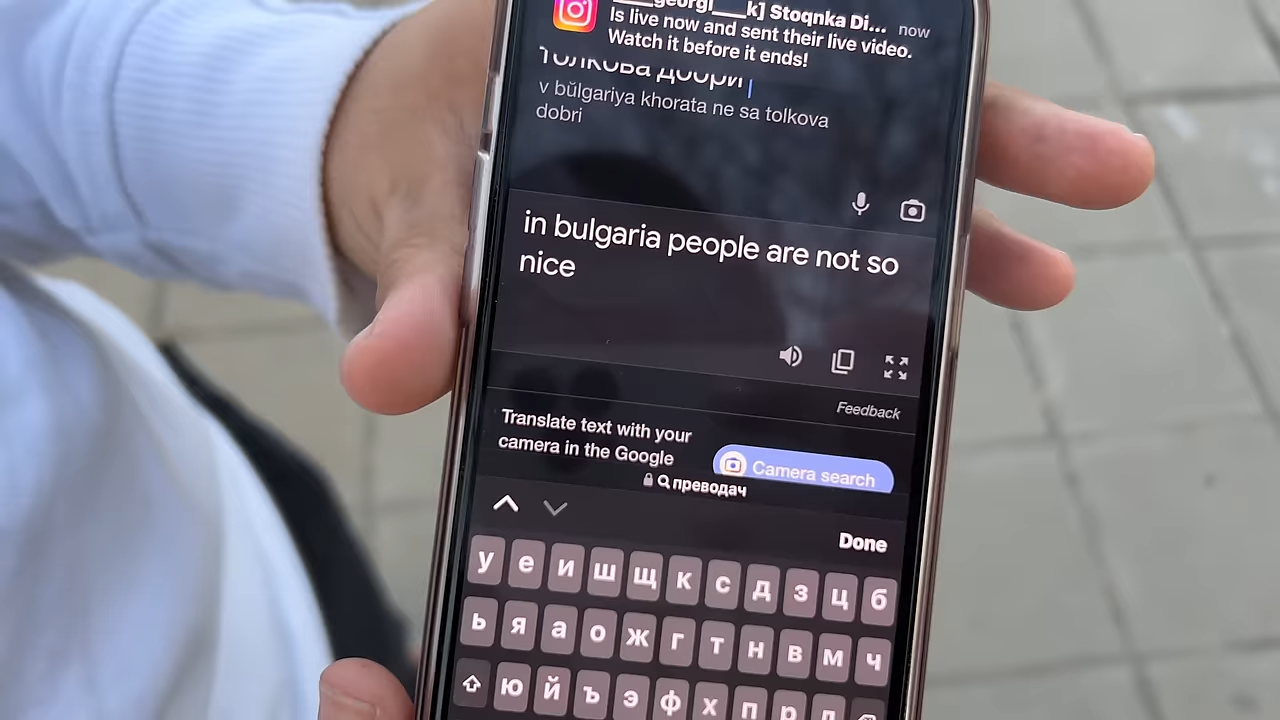 k] Stoqnka Di... now
Is live now and sent their live video.
Watch it before it ends!
толкова добри
v bŭlgariya khorata ne sa tolkova
dobri
in bulgaria people are not so
nice
Feedback
Translate text with your
camera in the Google
Camera search
преводач
Done
у е и ш щ к с д з ц б
ь я а о ж г т н в м ч
ю й ъ э ф х п р л